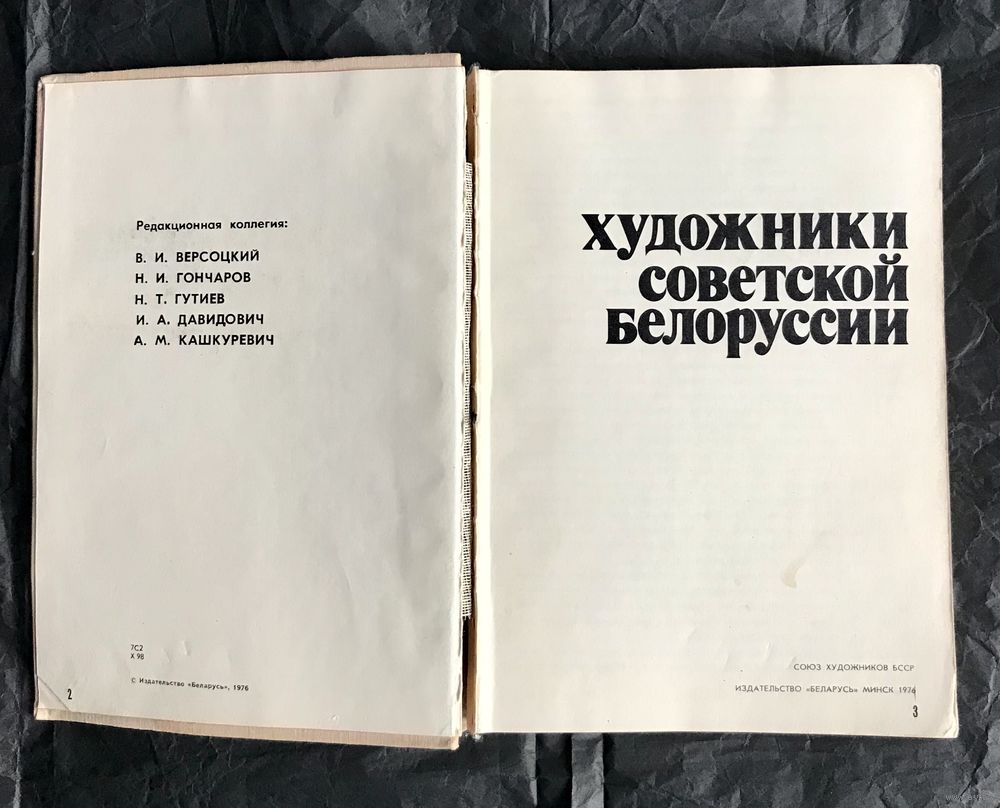 Редакционная коллегия:
В. И. ВЕРСОЦКИЙ
Н. И. ГОНЧАРОВ
Н. Т. ГУТИЕВ
И. А. ДАВИДОВИЧ
А. М. КАШКУРЕВИЧ
7С2
Х 98
© Издательство «Беларусь», 1976
2
ХУДОЖНИКИ
СОВЕТСКОЙ
БЕЛОРУССИИ
СОЮЗ ХУДОЖНИКОВ БССР
ИЗДАТЕЛЬСТВО «БЕЛАРУСЬ» МИНСК 1976
3